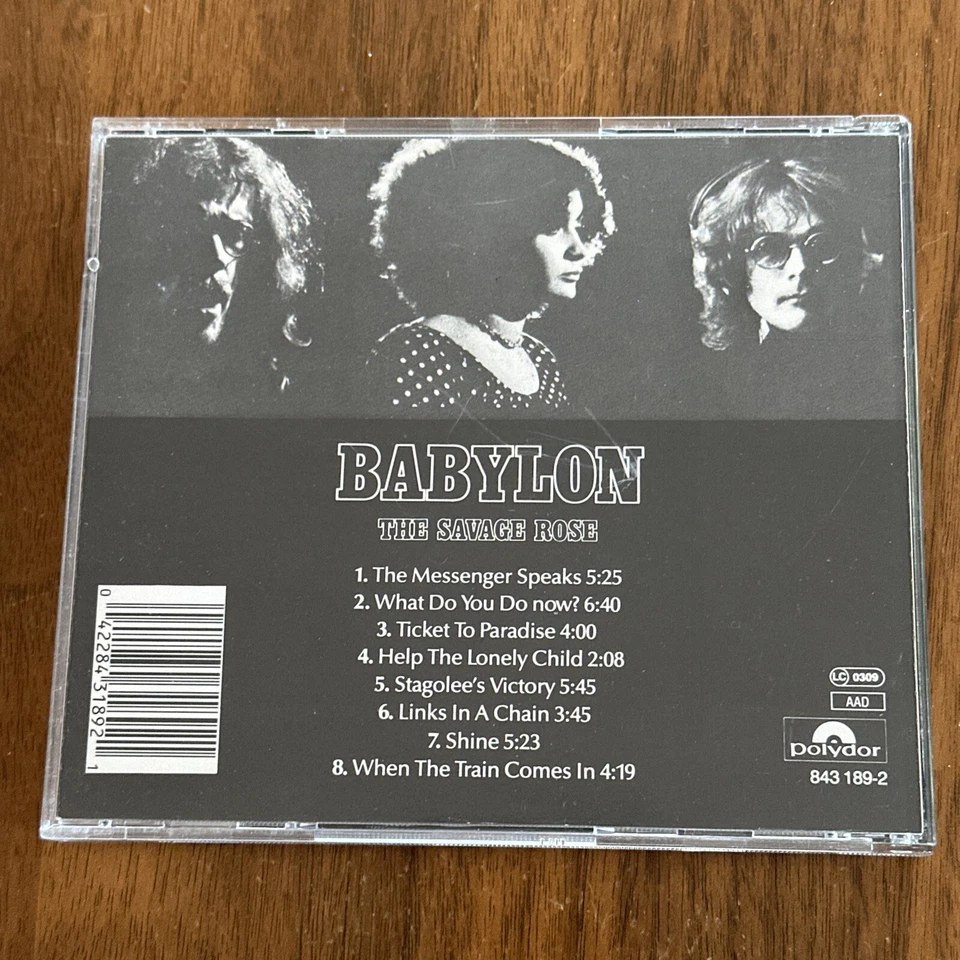 BABYLON
THE SAVAGE ROSE
1. The Messenger Speaks 5:25
2. What Do You Do now? 6:40
3. Ticket To Paradise 4:00
4. Help The Lonely Child 2:08
5. Stagolee's Victory 5:45
6. Links In A Chain 3:45
7. Shine 5:23
8. When The Train Comes In 4:19
0 42284 31892 1
LC 0309
AAD
polydor
843 189-2